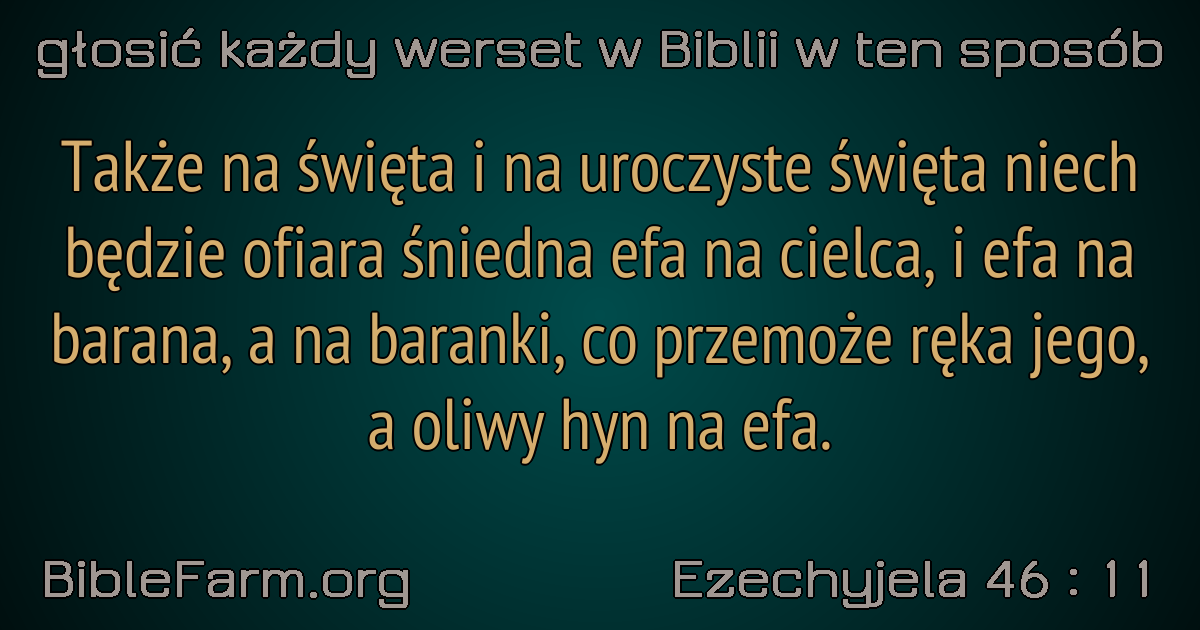 głosić każdy werset w Biblii w ten sposób
Także na święta i na uroczyste święta niech
będzie ofiara śniedna efa na cielca, i efa na
barana, a na baranki, co przemoże ręka jego,
a oliwy hyn na efa.
BibleFarm.org
Ezechyjela 46 : 11